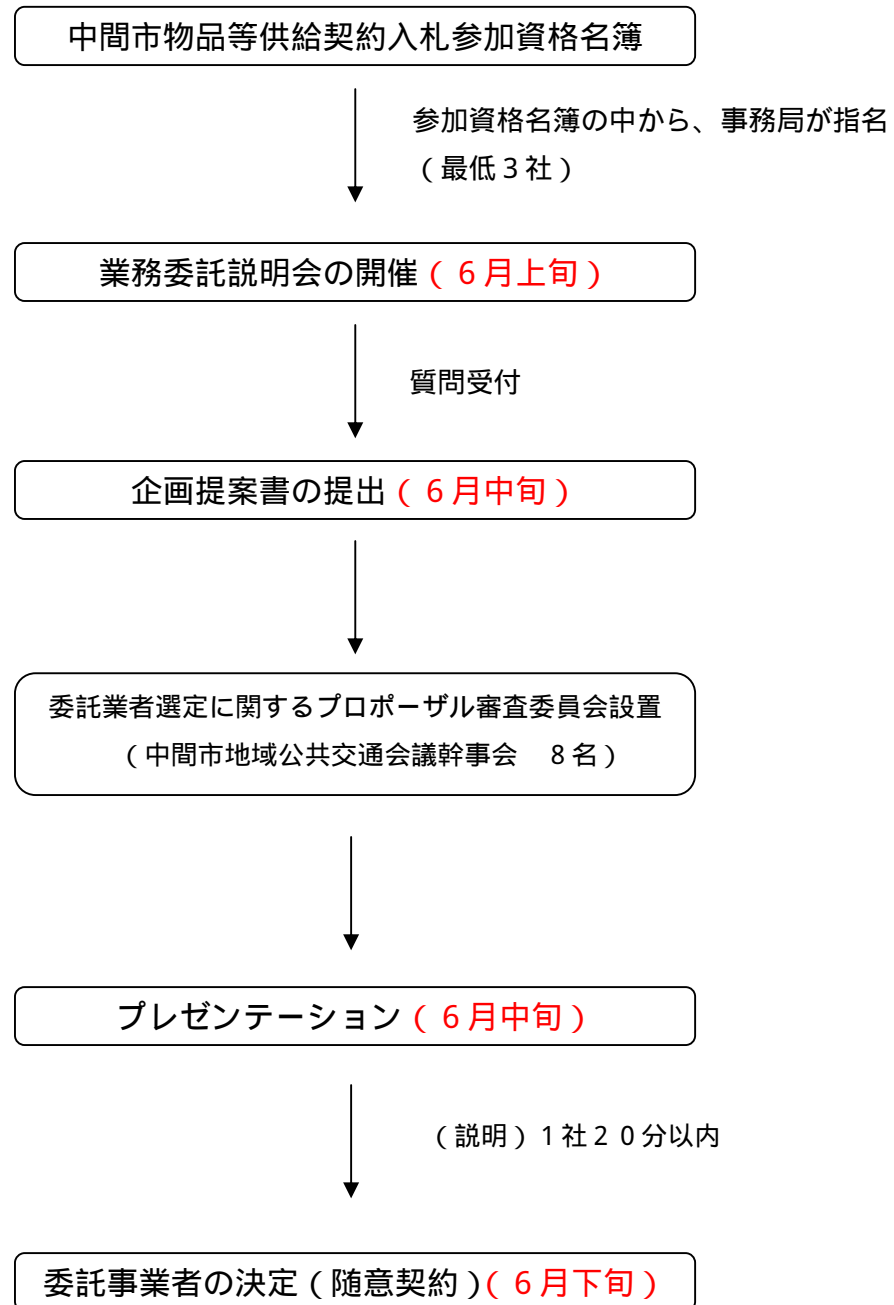 中間市物品等供給契約入札参加資格名簿
参加資格名簿の中から、事務局が指名
（最低３社）
業務委託説明会の開催（６月上旬）
質問受付
企画提案書の提出（６月中旬）
委託業者選定に関するプロポーザル審査委員会設置
（中間市地域公共交通会議幹事会　８名）
プレゼンテーション（６月中旬）
（説明）１社２０分以内
委託事業者の決定（随意契約）（６月下旬）